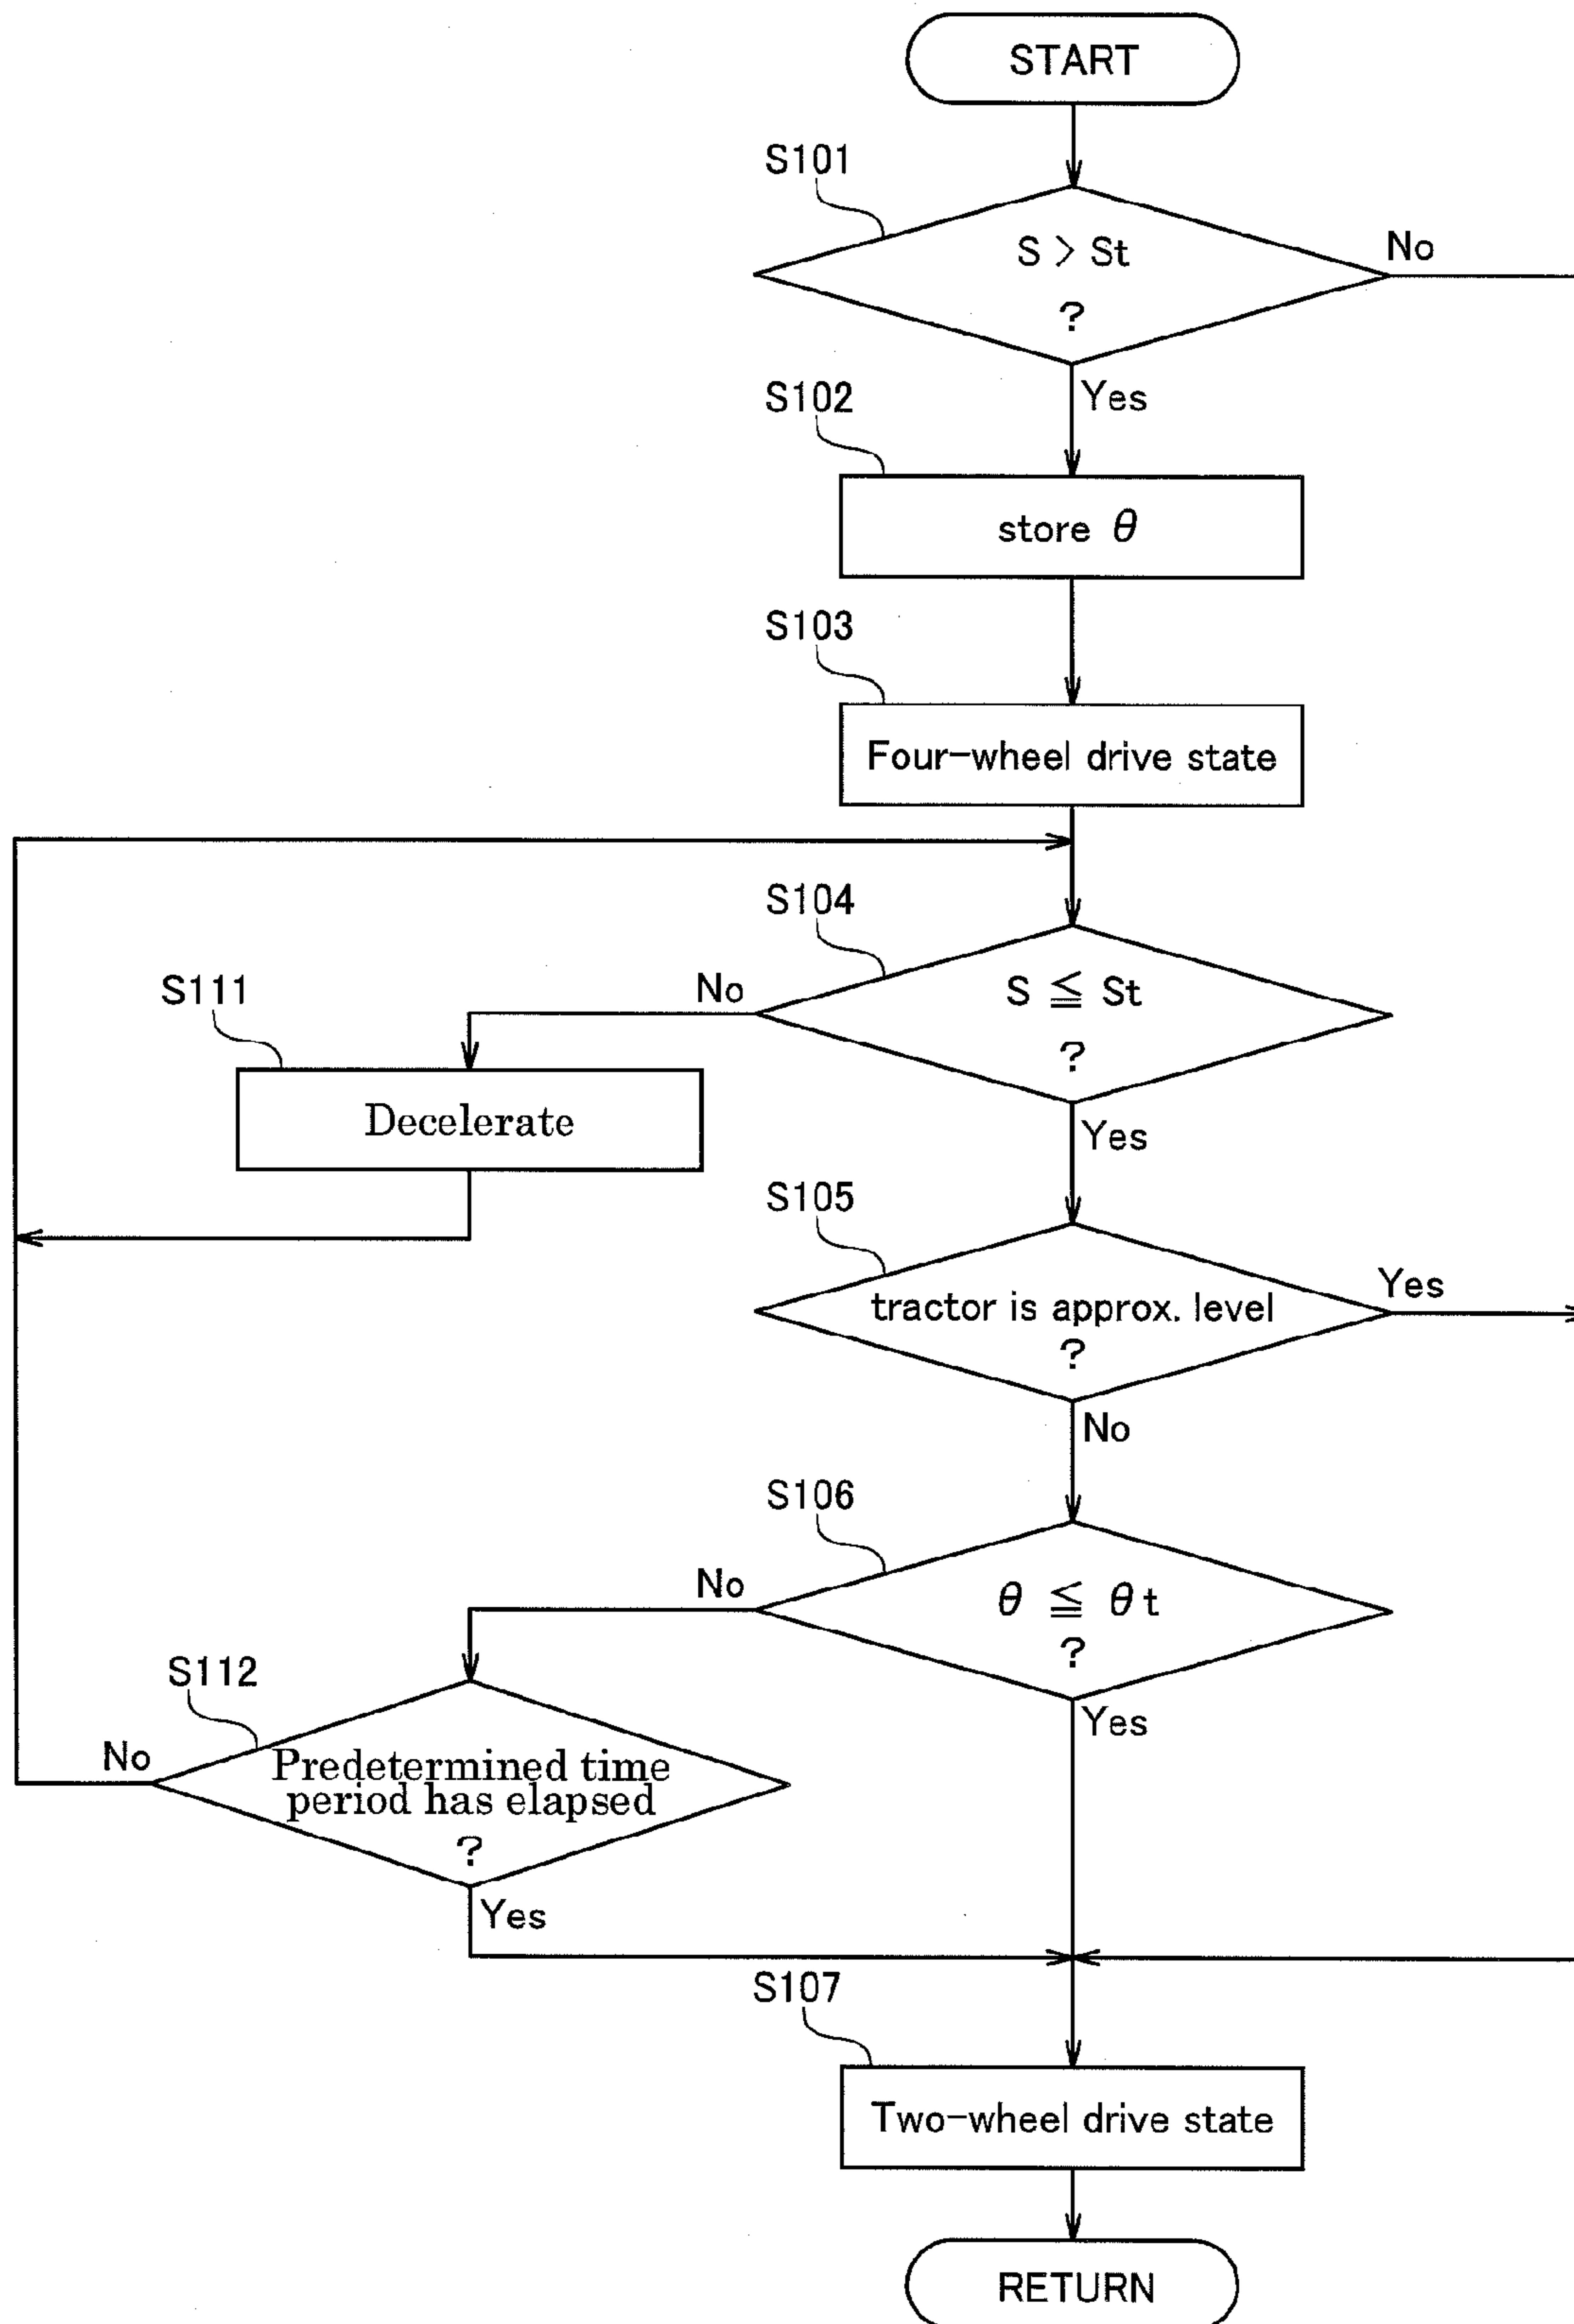 START
S101
S > St
?
No
Yes
S102
store θ
S103
Four-wheel drive state
S104
S ≦ St
?
No
S111
Decelerate
Yes
S105
tractor is approx. level
?
Yes
No
S106
θ ≦ θt
?
No
S112
Yes
Predetermined time
period has elapsed
?
No
Yes
S107
Two-wheel drive state
RETURN